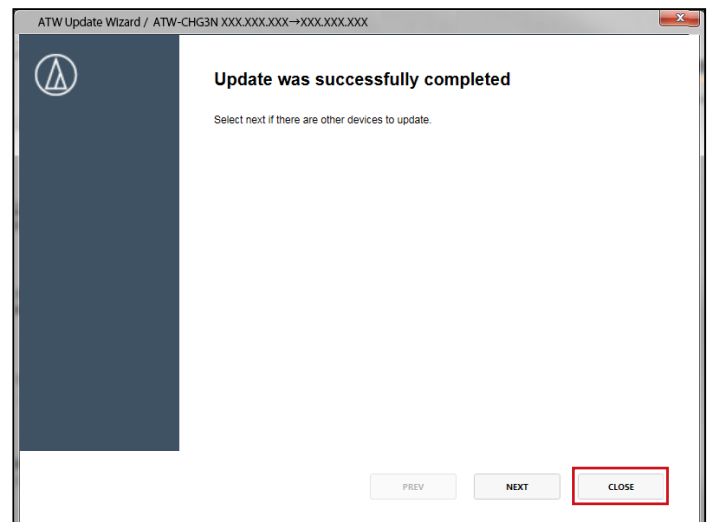 ATW Update Wizard / ATW-CHG3N XXX.XXX.XXX→XXX.XXX.XXX
Update was successfully completed
Select next if there are other devices to update.
PREV NEXT CLOSE